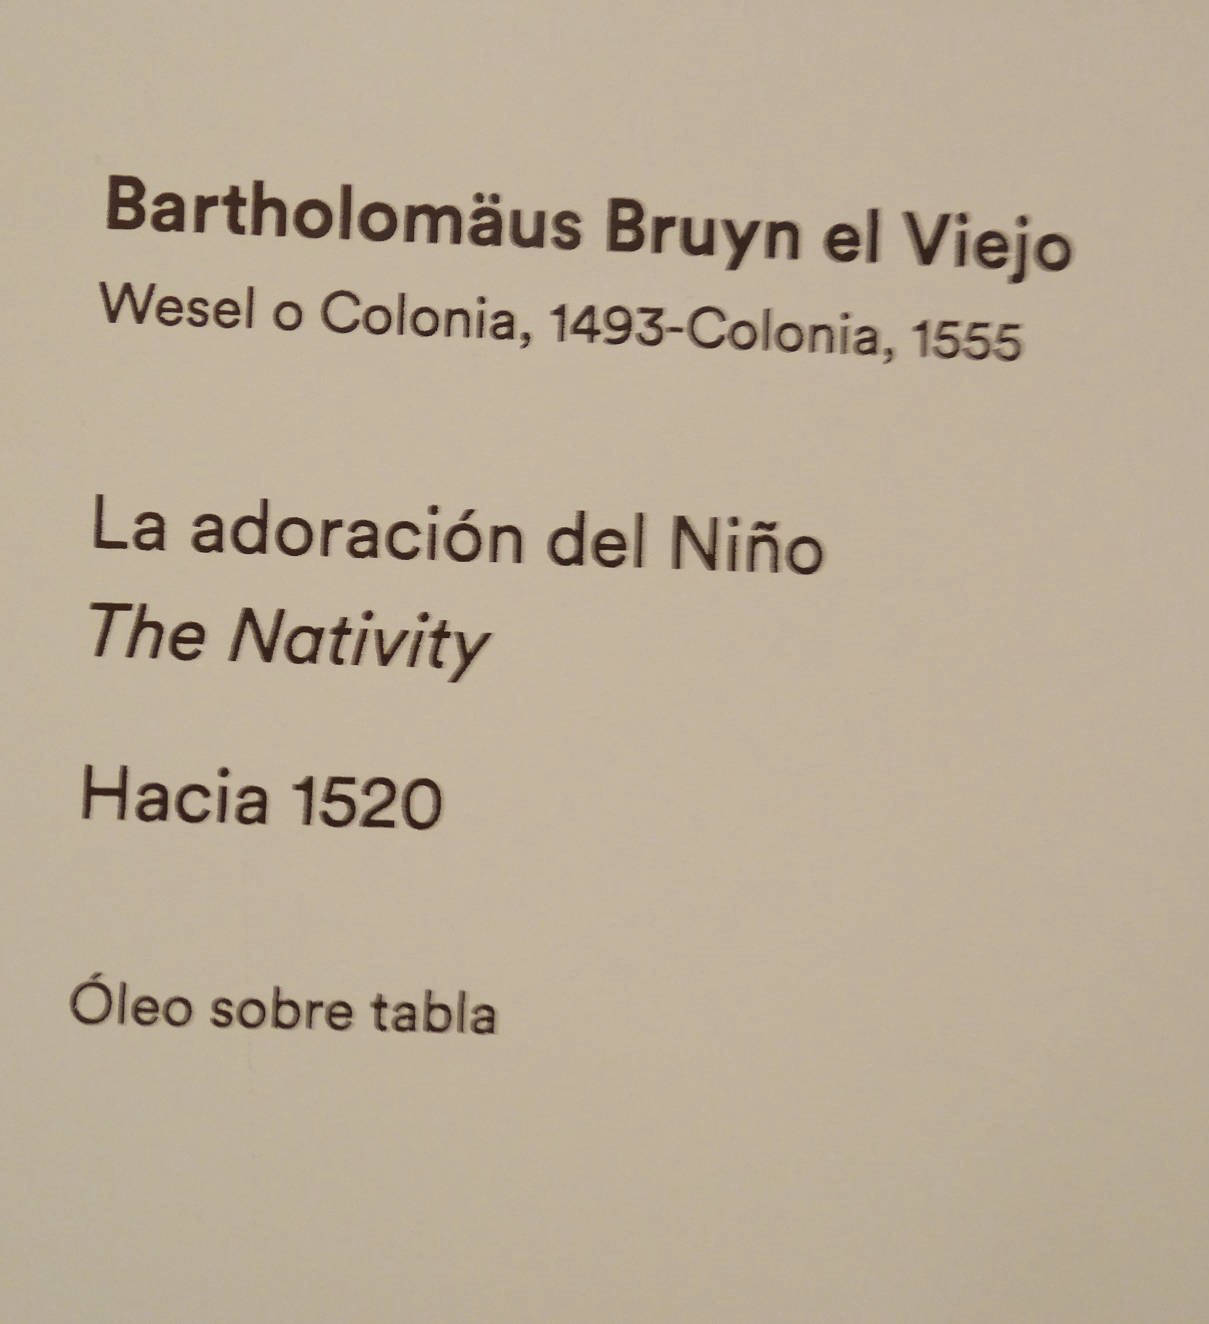 Bartholomäus Bruyn el Viejo
Wesel o Colonia, 1493-Colonia, 1555
La adoración del Niño
The Nativity
Hacia 1520
Óleo sobre tabla